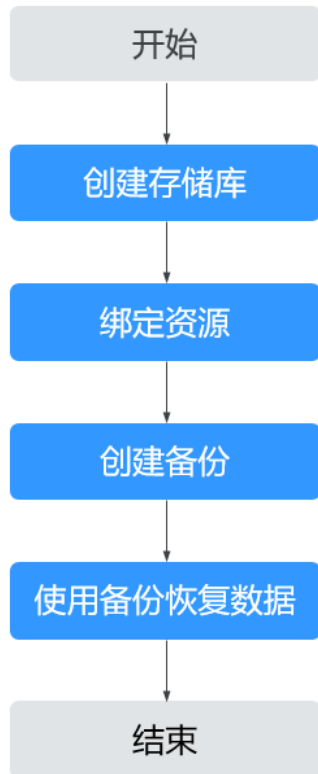 开始
创建存储库
绑定资源
创建备份
使用备份恢复数据
结束